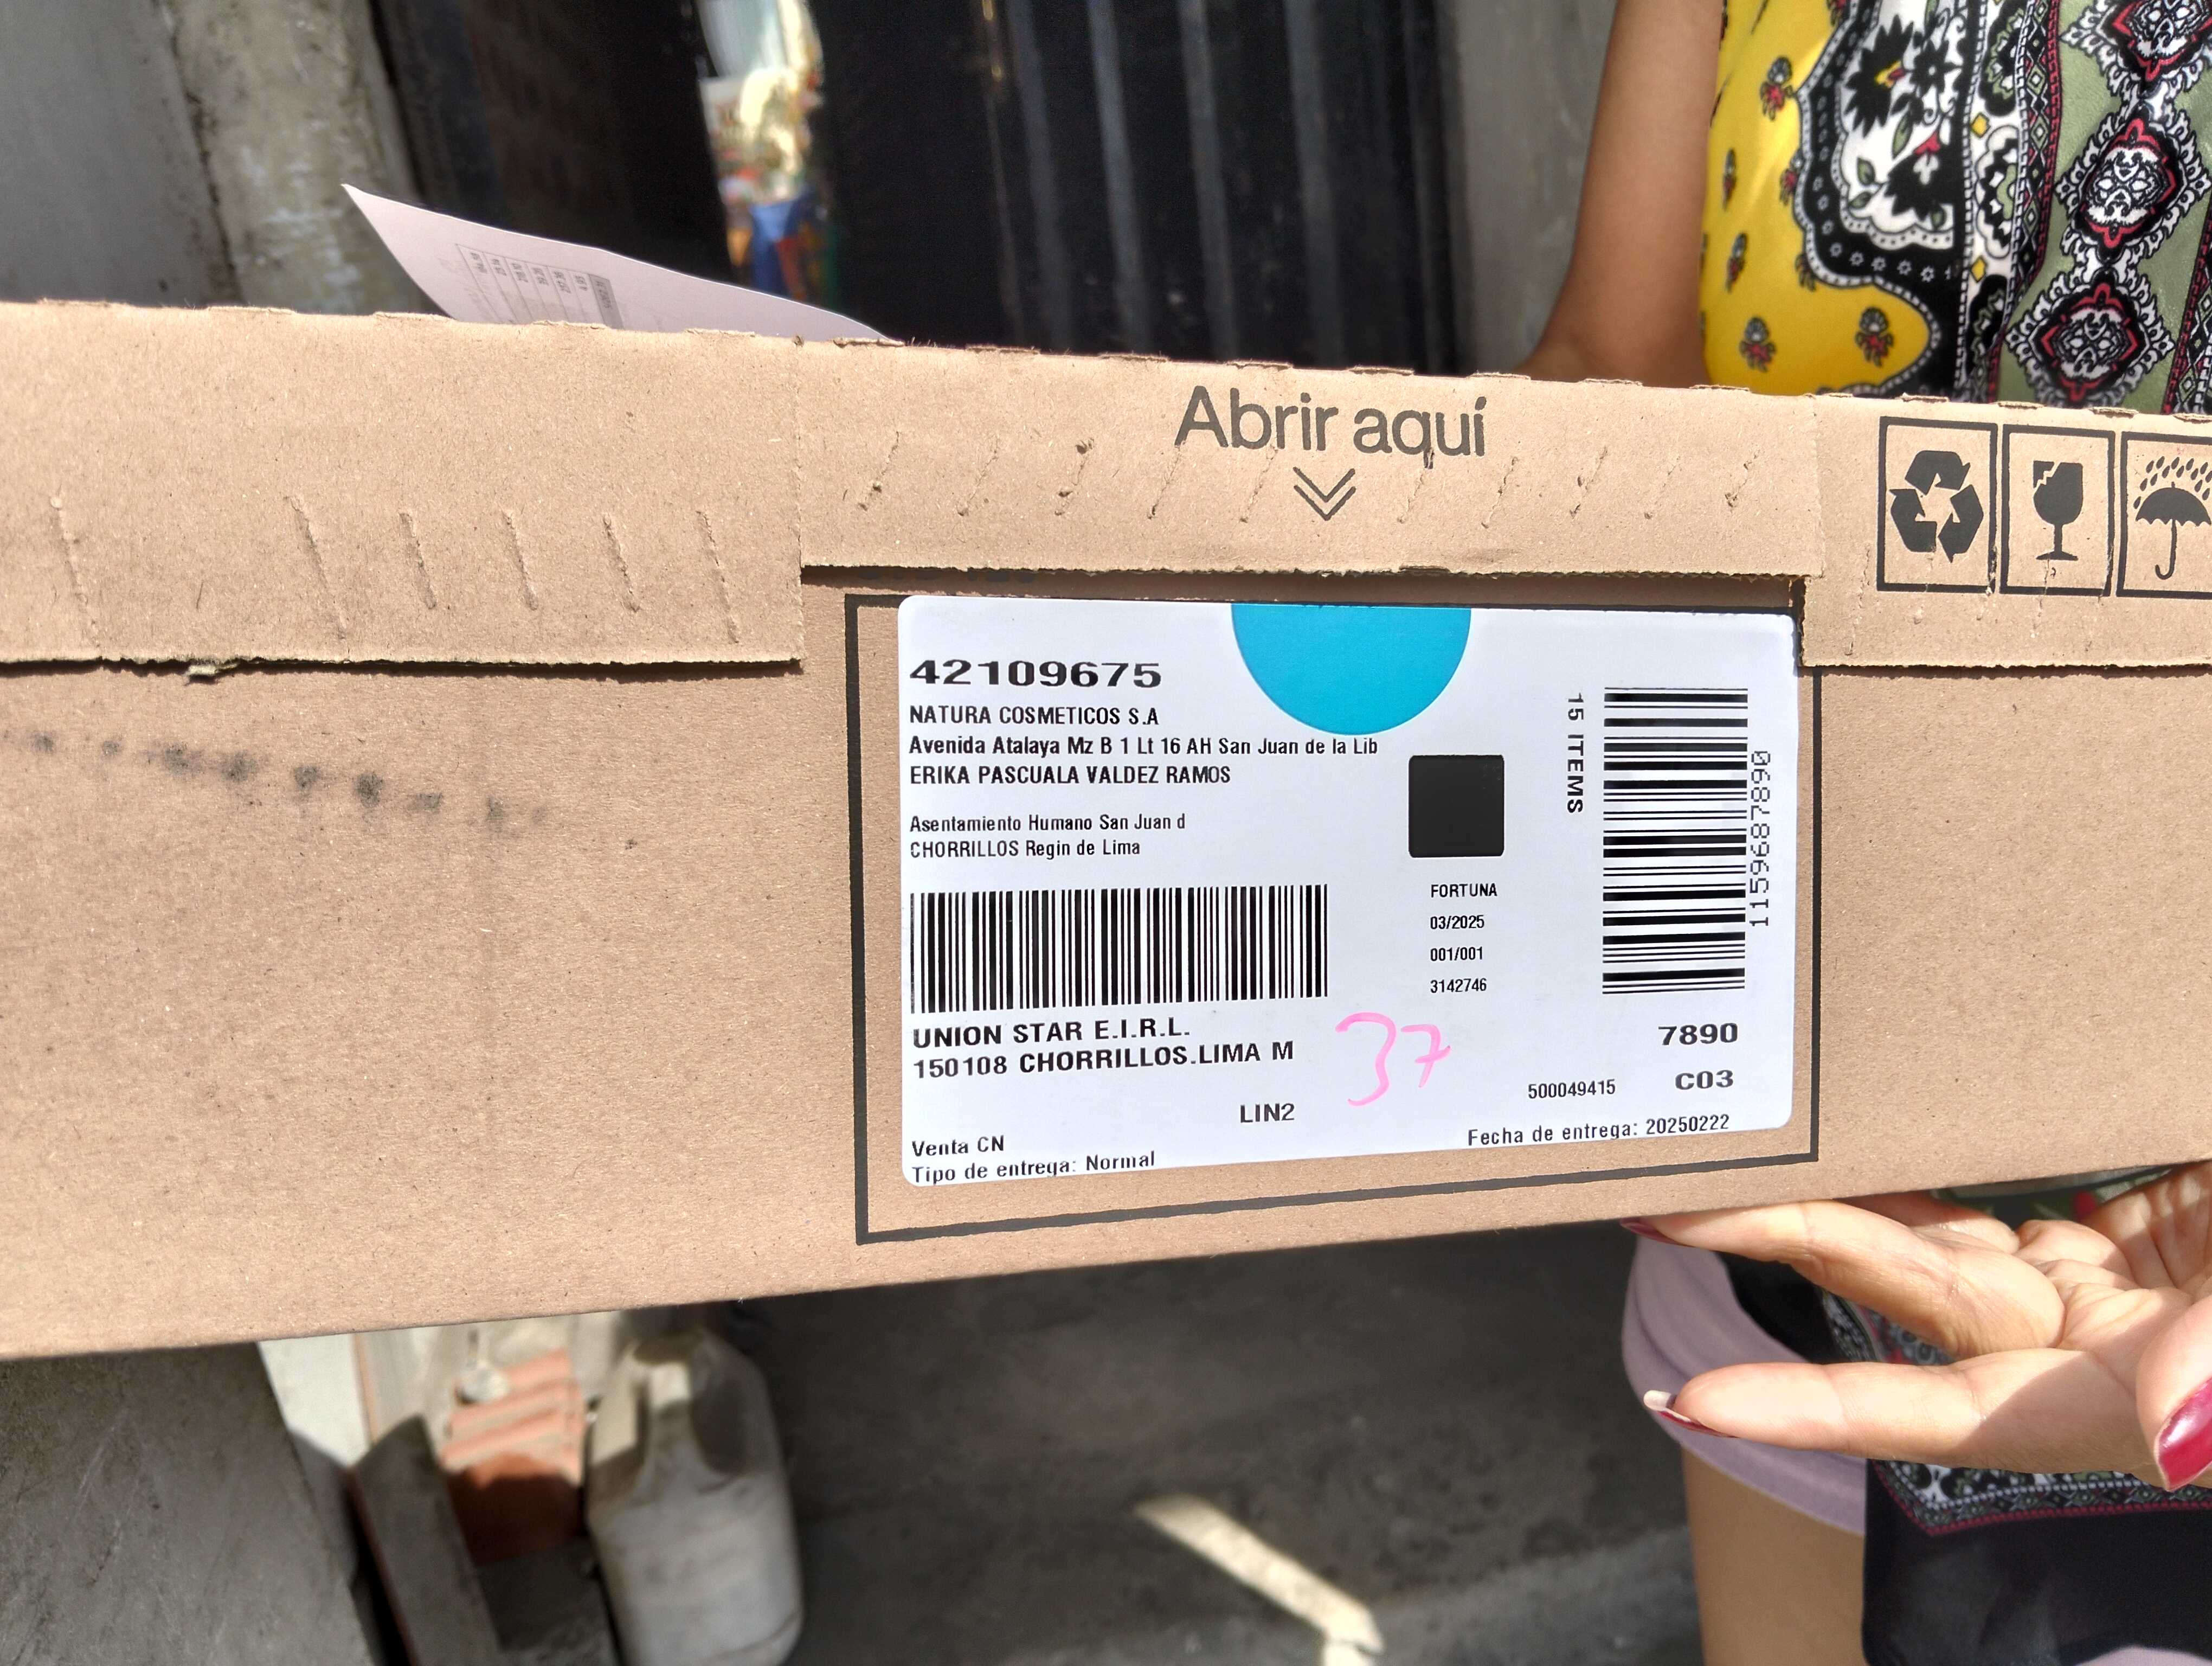 Abrir aquí
42109675
NATURA COSMETICOS S.A
Avenida Atalaya Mz B 1 Lt 16 AH San Juan de la Lib
ERIKA PASCUALA VALDEZ RAMOS
Asentamiento Humano San Juan d
CHORRILLOS Regin de Lima
15 ITEMS
1159687890
FORTUNA
03/2025
001/001
3142746
UNION STAR E.I.R.L.
150108 CHORRILLOS.LIMA M
37
7890
500049415
C03
LIN2
Venta CN
Fecha de entrega: 20250222
Tipo de entrega: Normal